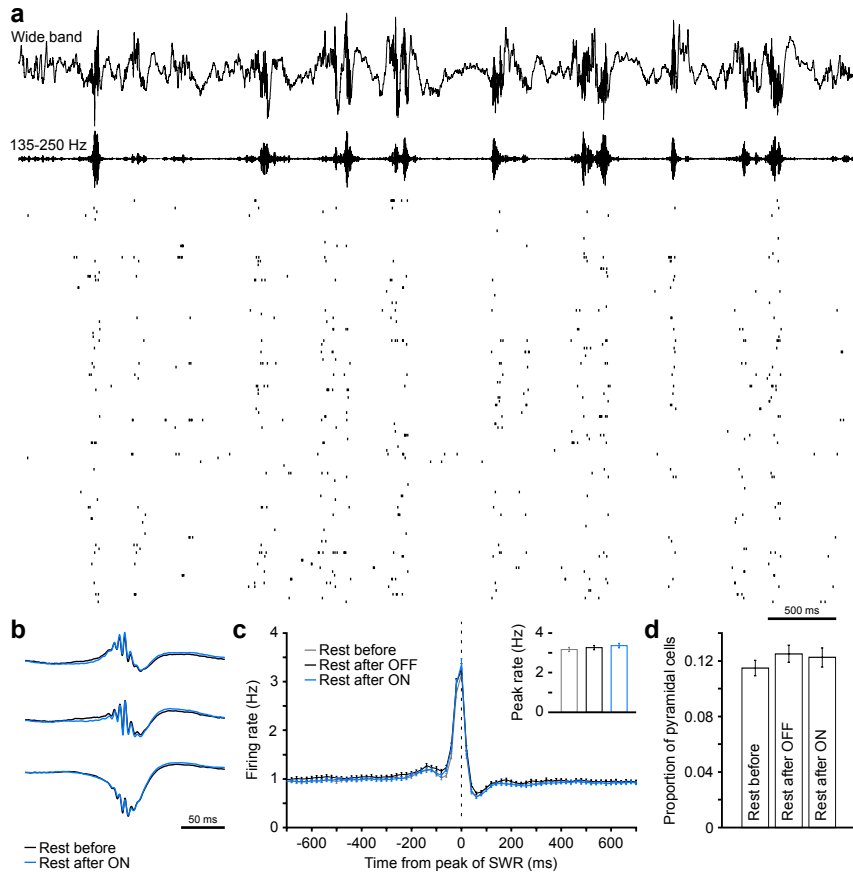 a
Wide band
135-250 Hz
500 ms
b
50 ms
Rest before
Rest after ON
c
Rest before
Rest after OFF
Rest after ON
Firing rate (Hz)
4
3
2
1
0
-600 -400 -200 0 200 400 600
Time from peak of SWR (ms)
Peak rate (Hz)
4
2
0
d
Proportion of pyramidal cells
0.12
0.08
0.04
0
Rest before
Rest after OFF
Rest after ON